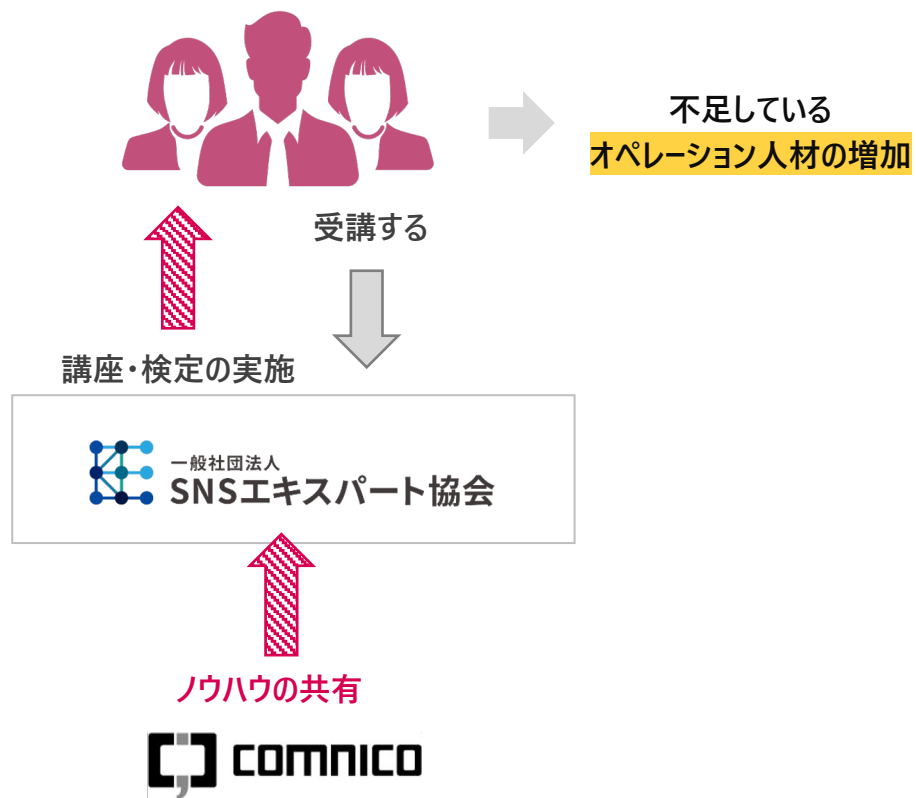 不足している
オペレーション人材の増加
受講する
講座・検定の実施
一般社団法人
SNSエキスパート協会
ノウハウの共有
comnico